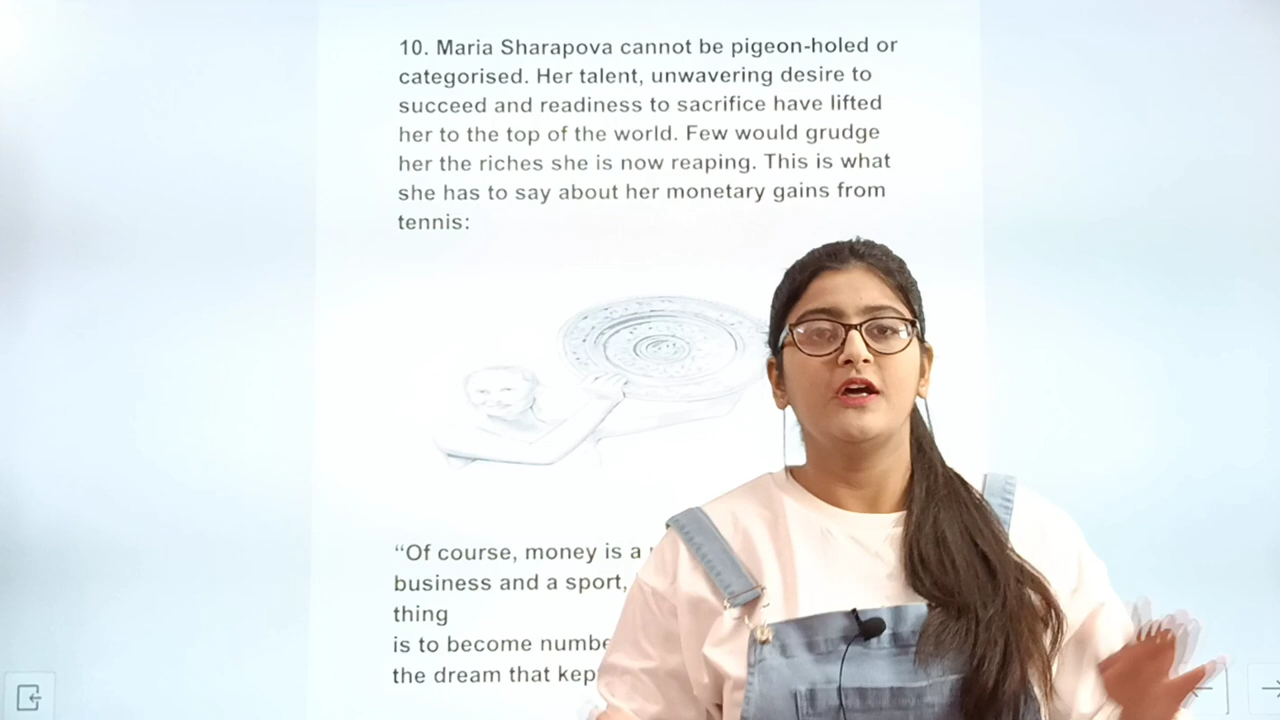 10. Maria Sharapova cannot be pigeon-holed or
categorised. Her talent, unwavering desire to
succeed and readiness to sacrifice have lifted
her to the top of the world. Few would grudge
her the riches she is now reaping. This is what
she has to say about her monetary gains from
tennis:
“Of course, money is a
business and a sport,
thing
is to become
the dream that